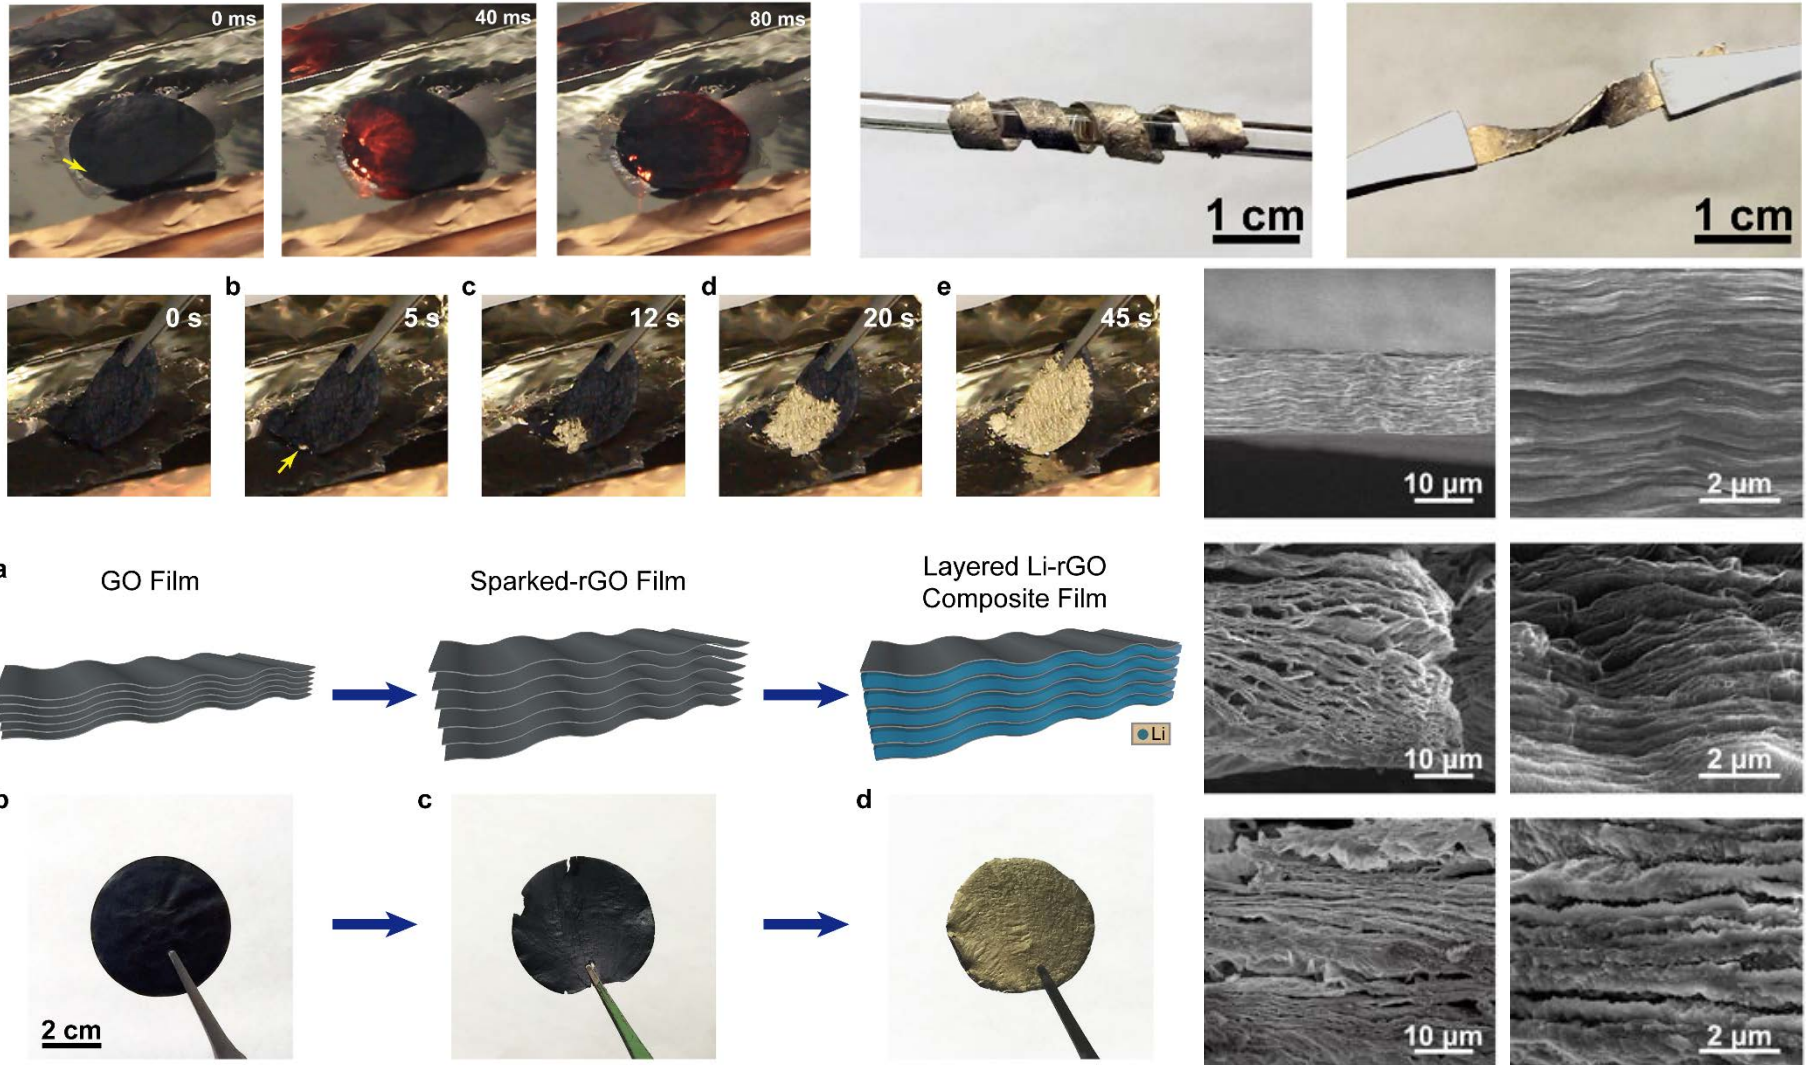 0 ms
40 ms
80 ms
1 cm
1 cm
b
c
d
e
0 s
5 s
12 s
20 s
45 s
10 µm
2 µm
a
GO Film
Sparked-rGO Film
Layered Li-rGO
Composite Film
Li
10 µm
2 µm
b
c
d
2 cm
10 µm
2 µm